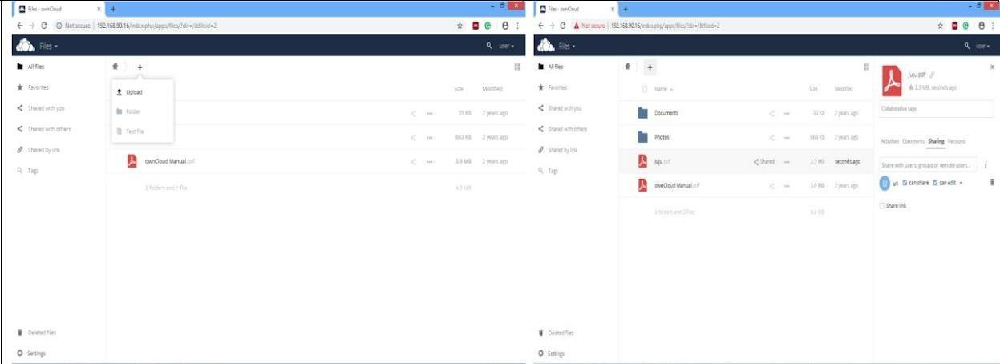 Files - ownCloud
Not secure | 192.168.90.16/index.php/apps/files/?dir=/&fileid=2
Files
user
All files
+
Favorites
Shared with you
Shared with others
Shared by link
Tags
Upload
Folder
Text file
Size Modified
35 KB 2 years ago
663 KB 2 years ago
ownCloud Manual.pdf 3.9 MB 2 years ago
2 folders and 1 file 4.5 MB
Deleted files
Settings
Files - ownCloud
Not secure | 192.168.90.16/index.php/apps/files/?dir=/&fileid=2
Files
user
All files
+
Favorites
Shared with you
Shared with others
Shared by link
Tags
Name Size Modified
Documents 35 KB 2 years ago
Photos 663 KB 2 years ago
Juju.pdf Shared 2.3 MB seconds ago
ownCloud Manual.pdf 3.9 MB 2 years ago
2 folders and 2 files 6.8 MB
Juju.pdf
2.3 MB, seconds ago
Collaborative tags
Activities Comments Sharing Versions
Share with users, groups or remote users...
U u1 can share can edit
Share link
Deleted files
Settings